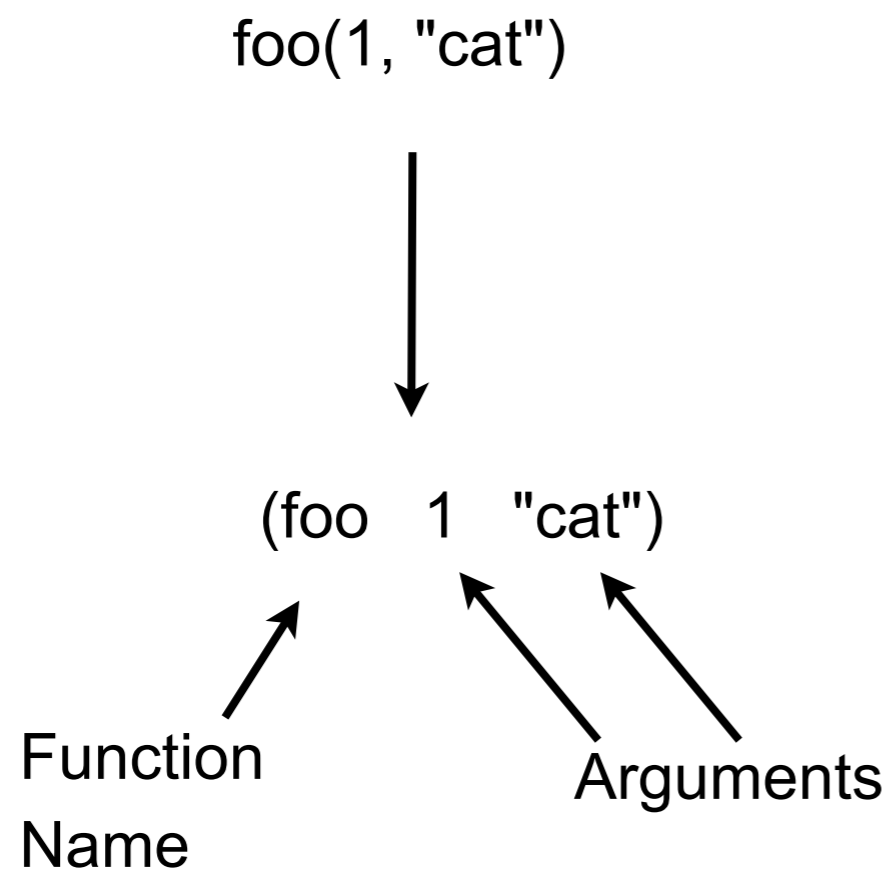 foo(1, "cat")
(foo 1 "cat")
Function
Name
Arguments